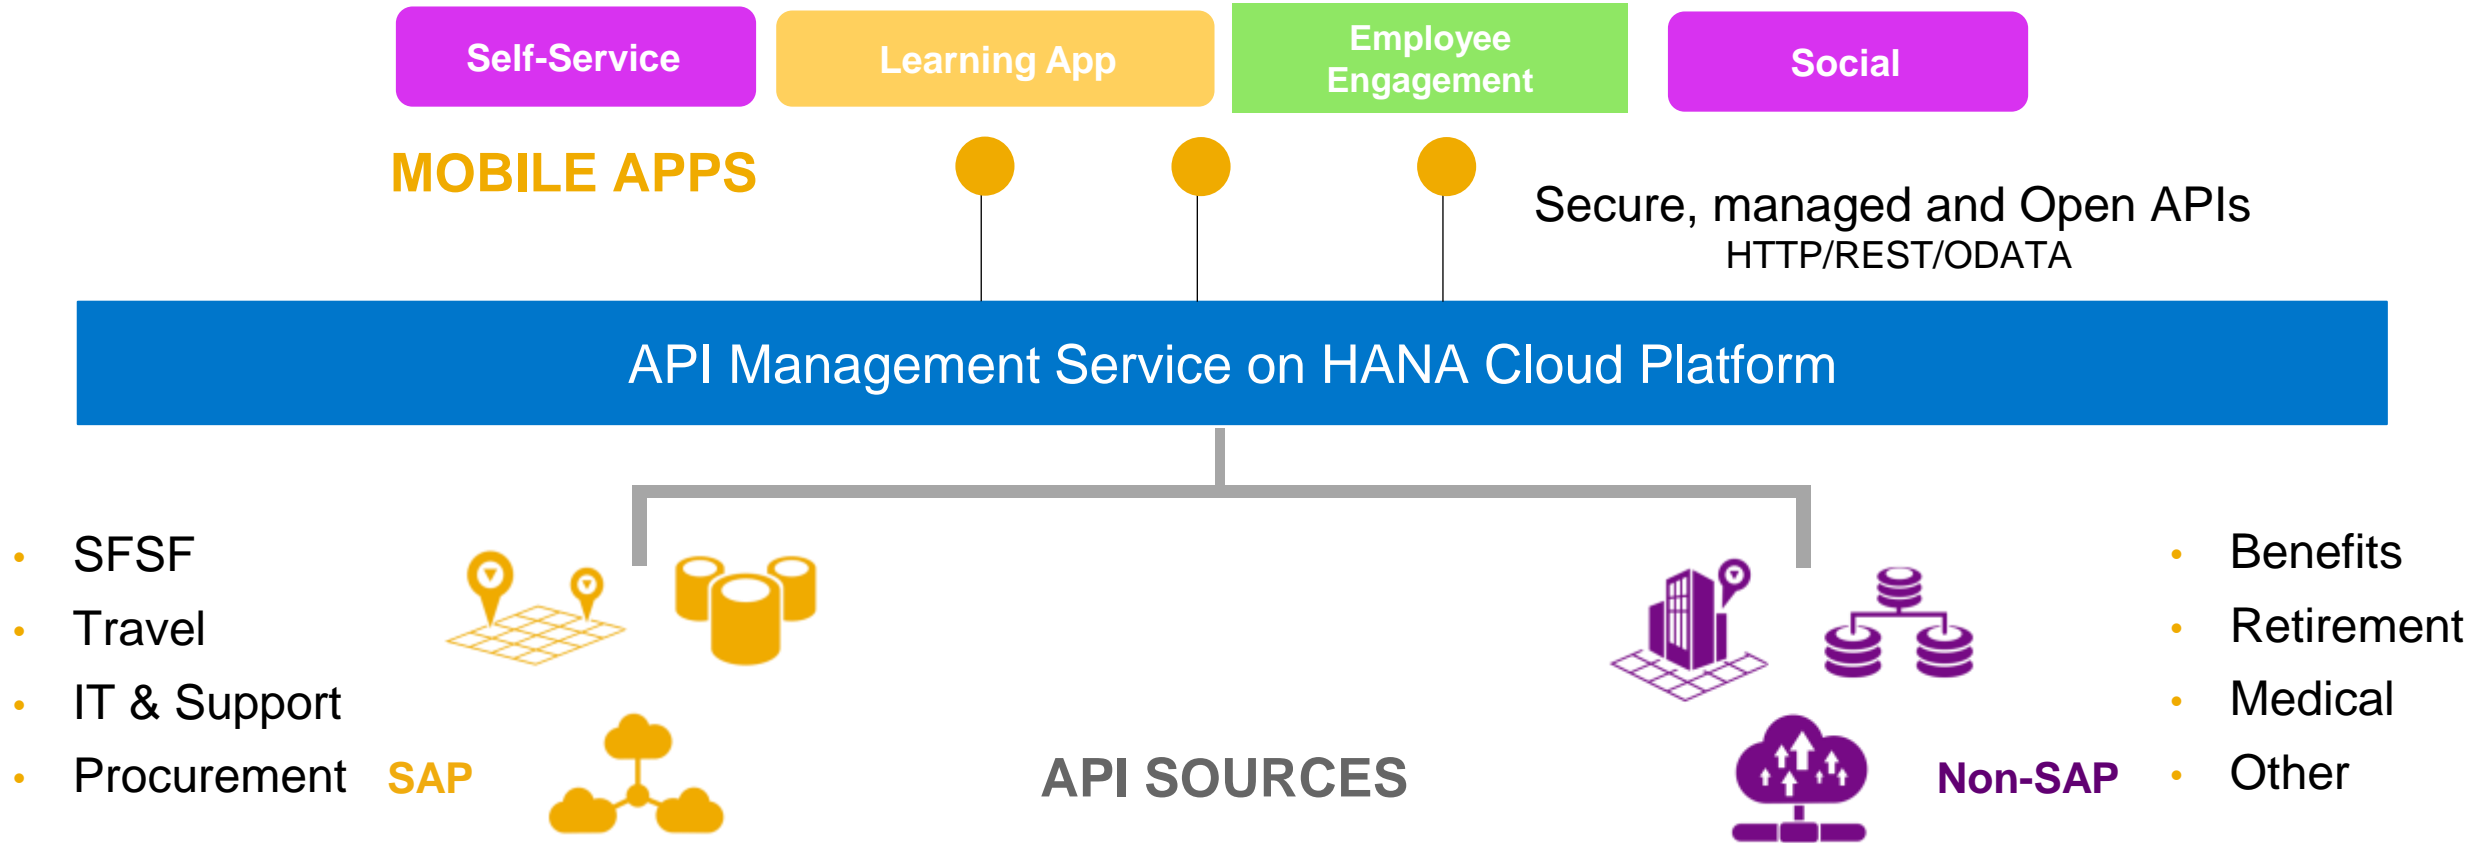 Self-Service
Learning App
Employee
Engagement
Social
MOBILE APPS
Secure, managed and Open APIs
HTTP/REST/ODATA
API Management Service on HANA Cloud Platform
• SFSF
• Travel
• IT & Support
• Procurement
SAP
API SOURCES
Non-SAP
• Benefits
• Retirement
• Medical
• Other